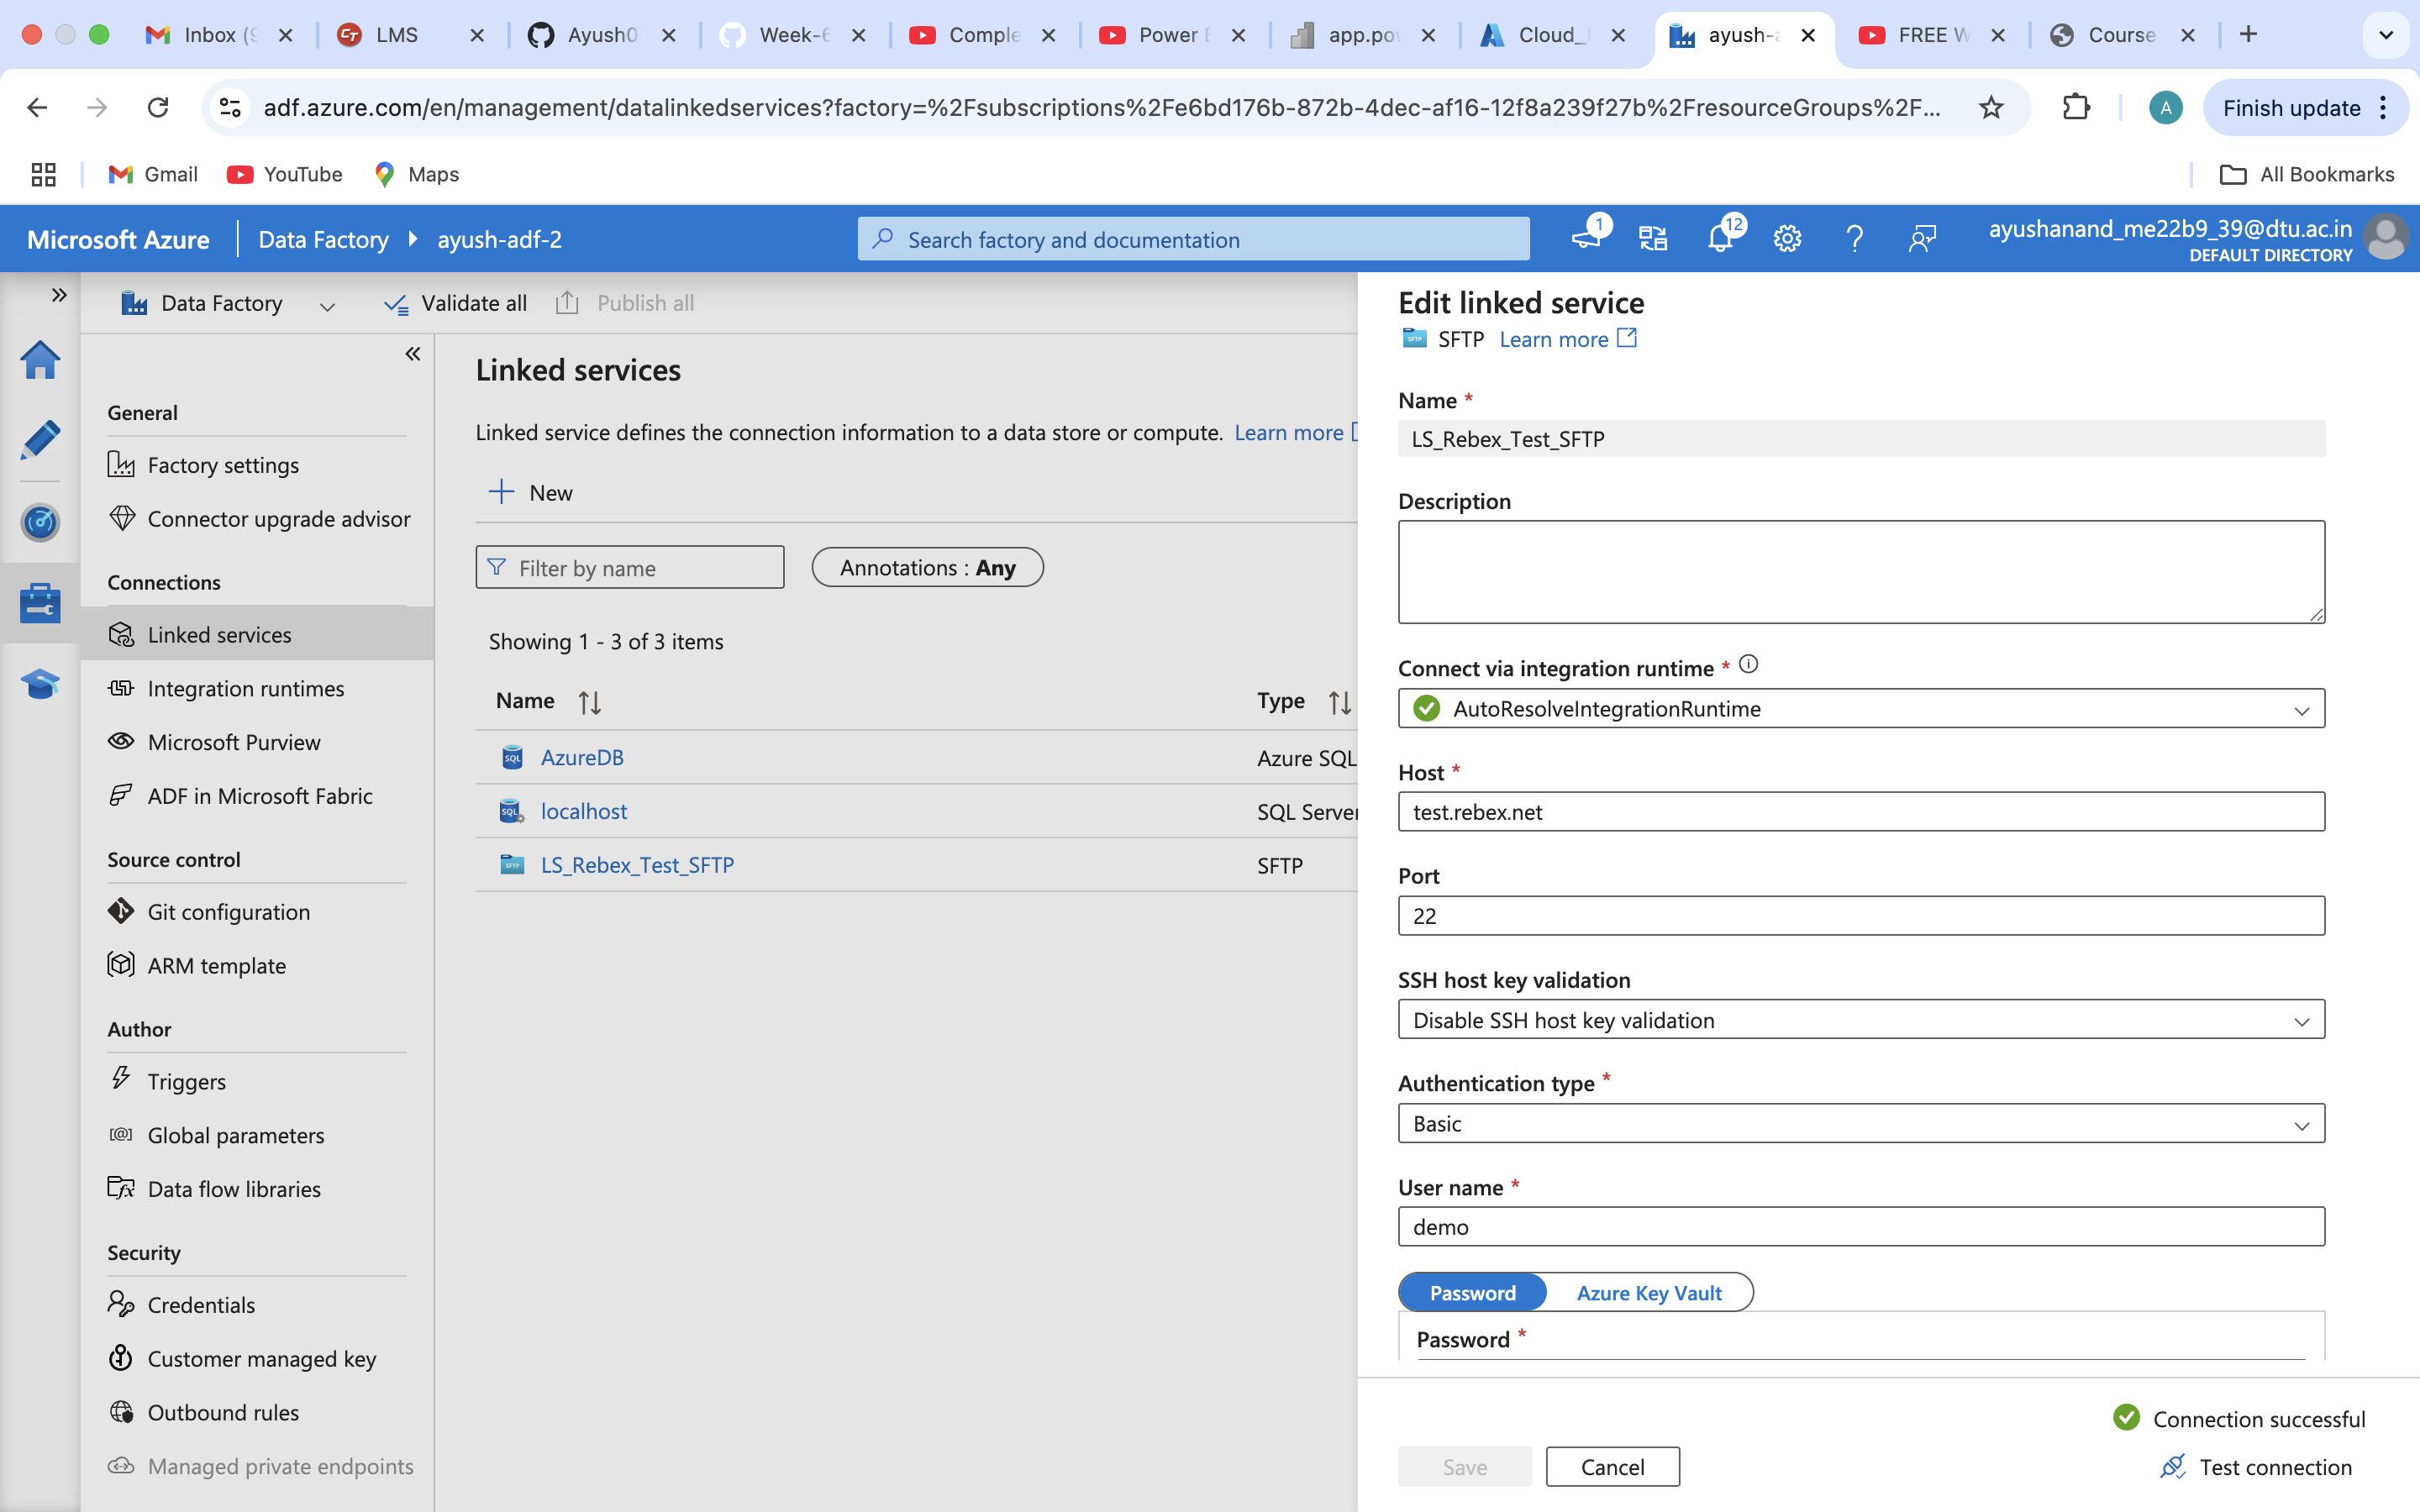 Inbox (9
LMS
Ayush0
Week-6
Comple
Power B
app.pov
Cloud_
ayush-a
FREE W
Course
adf.azure.com/en/management/datalinkedservices?factory=%2Fsubscriptions%2Fe6bd176b-872b-4dec-af16-12f8a239f27b%2FresourceGroups%2F...
A
Finish update
Gmail
YouTube
Maps
All Bookmarks
Microsoft Azure
Data Factory
ayush-adf-2
Search factory and documentation
1
12
ayushanand_me22b9_39@dtu.ac.in
DEFAULT DIRECTORY
Data Factory
Validate all
Publish all
General
Factory settings
Connector upgrade advisor
Connections
Linked services
Integration runtimes
Microsoft Purview
ADF in Microsoft Fabric
Source control
Git configuration
ARM template
Author
Triggers
Global parameters
Data flow libraries
Security
Credentials
Customer managed key
Outbound rules
Managed private endpoints
Linked services
Linked service defines the connection information to a data store or compute. Learn more
New
Filter by name
Annotations : Any
Showing 1 - 3 of 3 items
Name
Type
SQL
AzureDB
Azure SQL
SQL
localhost
SQL Server
SFTP
LS_Rebex_Test_SFTP
SFTP
Edit linked service
SFTP
SFTP
Learn more
Name *
LS_Rebex_Test_SFTP
Description
Connect via integration runtime *
AutoResolveIntegrationRuntime
Host *
test.rebex.net
Port
22
SSH host key validation
Disable SSH host key validation
Authentication type *
Basic
User name *
demo
Password
Azure Key Vault
Password *
Connection successful
Save
Cancel
Test connection